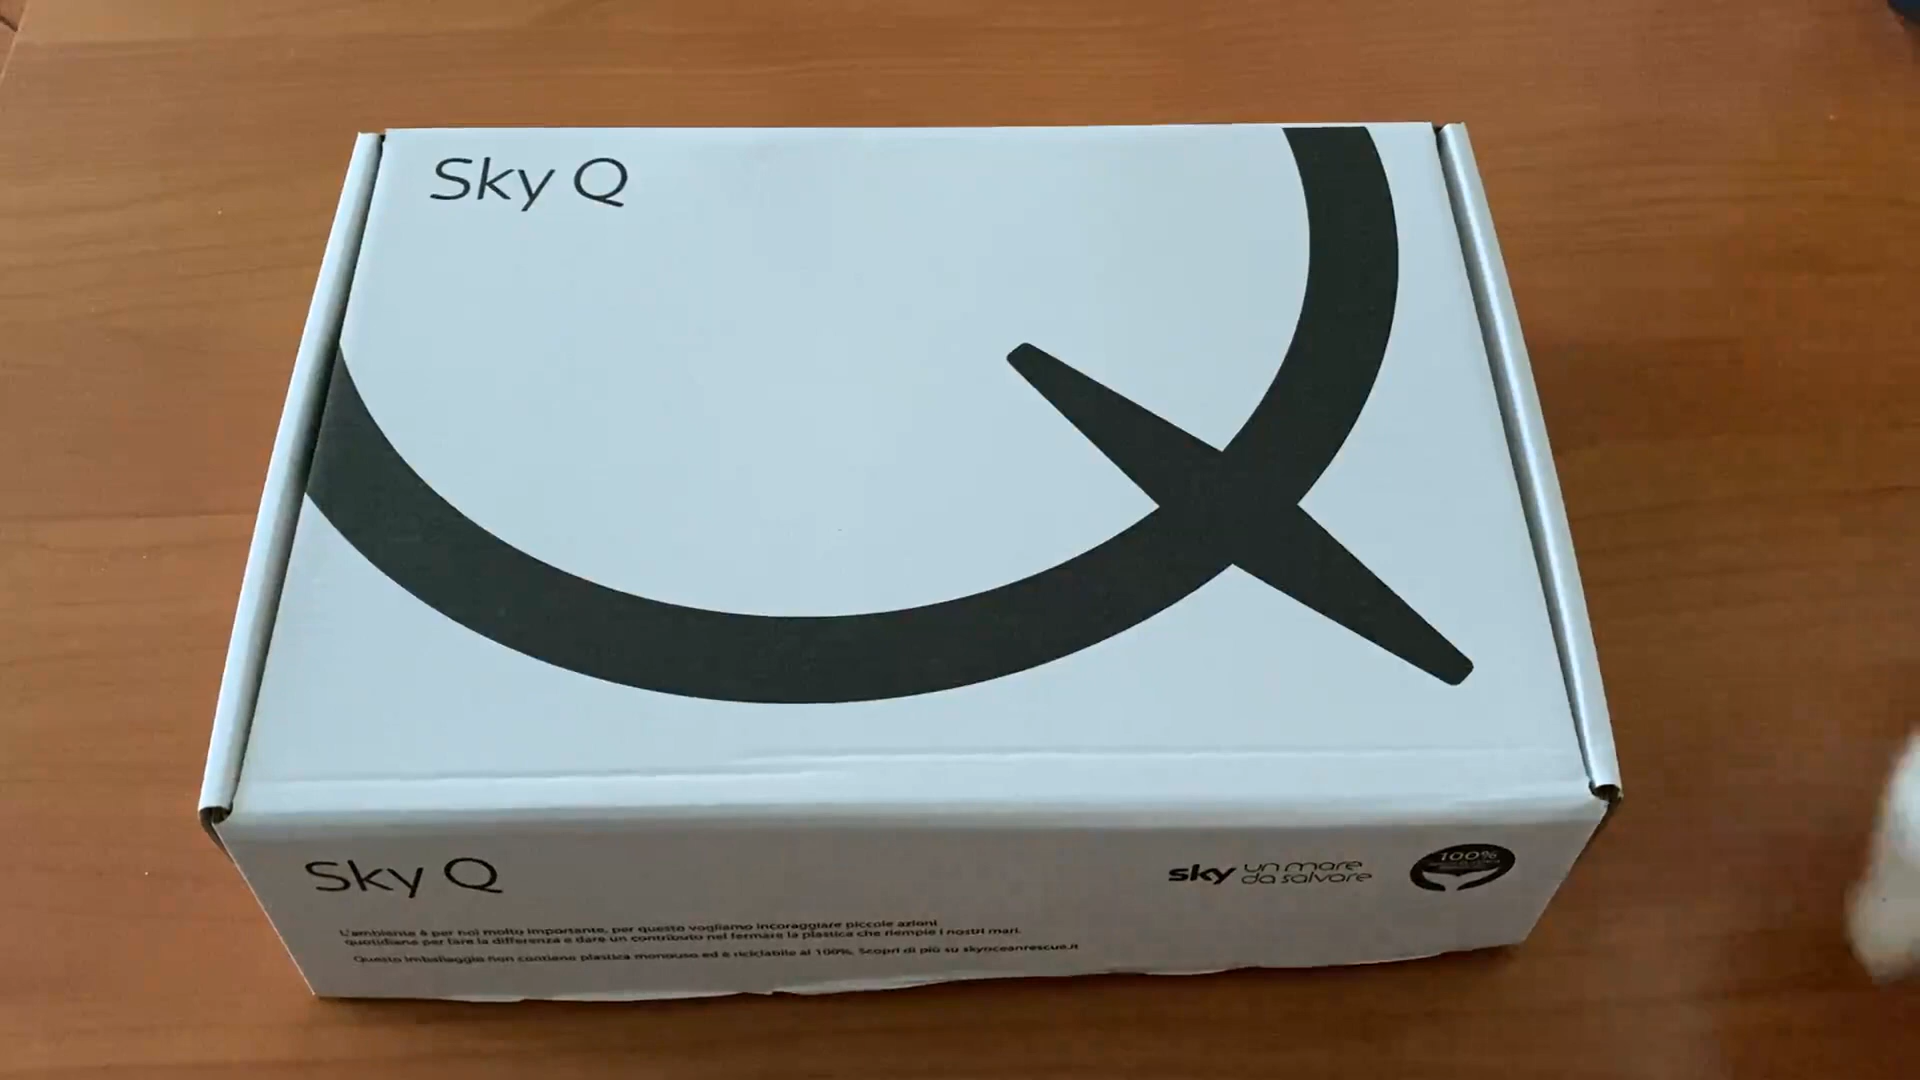 Sky Q
Sky Q
sky un mare
da salvare
100%
L'ambiente è per noi molto importante, per questo vogliamo incoraggiare piccole azioni
quotidiane per fare la differenza e dare un contributo nel fermare la plastica che riempie i nostri mari.
Questo imballaggio non contiene plastica monouso ed è riciclabile al 100%. Scopri di più su skyoceanrescue.it